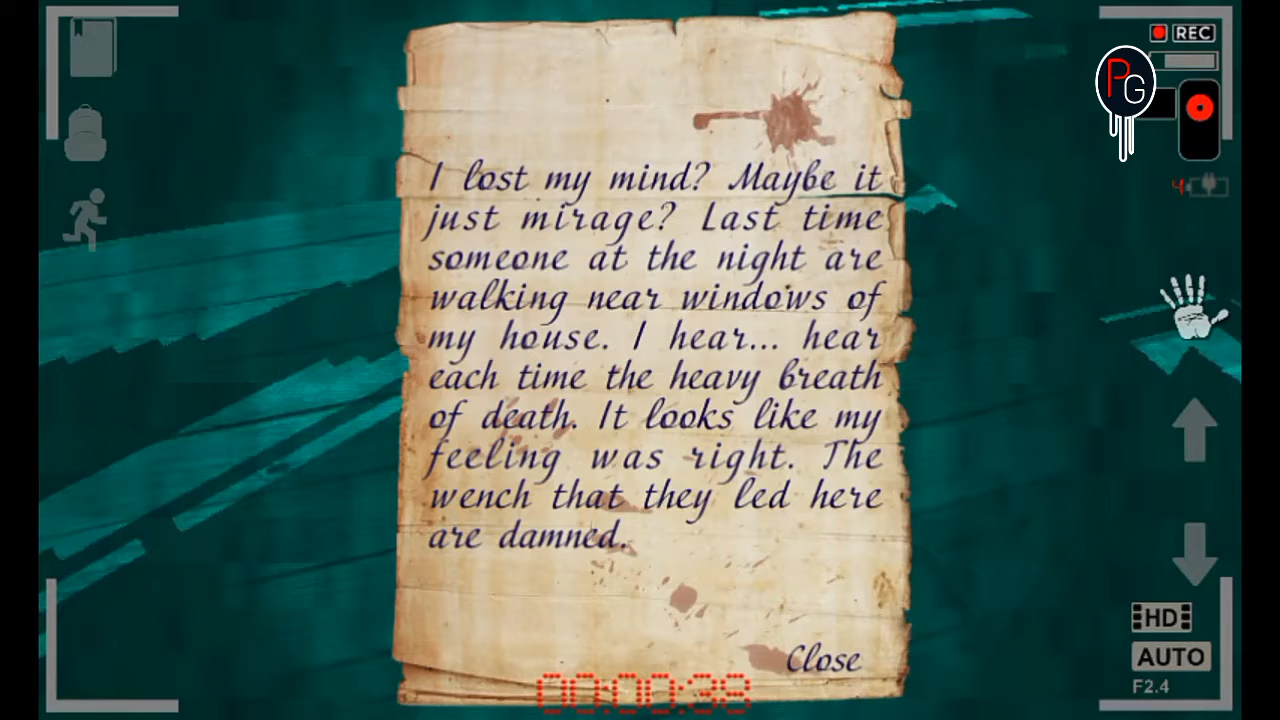 REC
PG
4
I lost my mind? Maybe it
just mirage? Last time
someone at the night are
walking near windows of
my house. I hear... hear
each time the heavy breath
of death. It looks like my
feeling was right. The
wench that they led here
are damned.
Close
HD
AUTO
F2.4
00:00:38